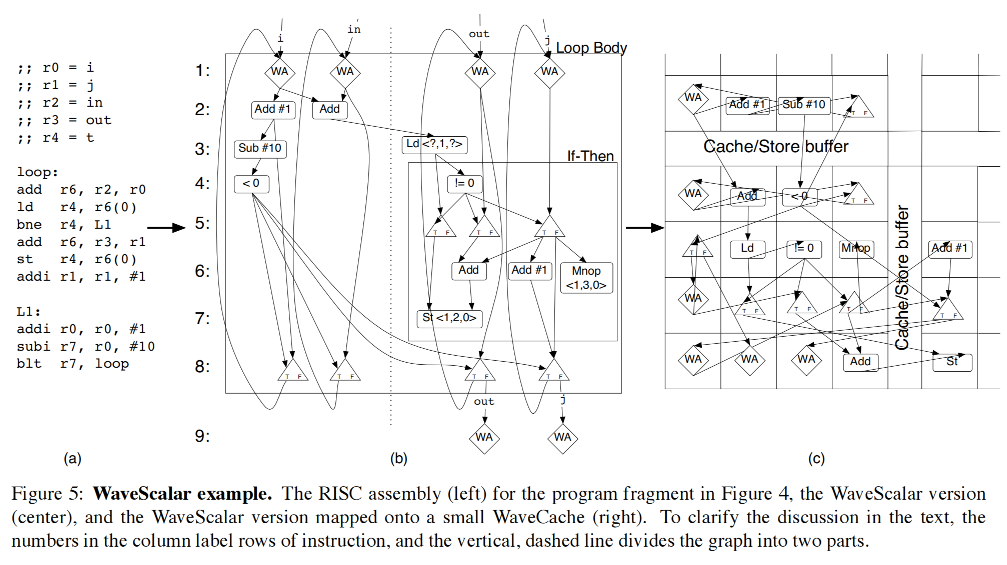 ;; r0 = i
;; r1 = j
;; r2 = in
;; r3 = out
;; r4 = t
loop:
add r6, r2, r0
ld r4, r6(0)
bne r4, L1
add r6, r3, r1
st r4, r6(0)
addi r1, r1, #1
L1:
addi r0, r0, #1
subi r7, r0, #10
blt r7, loop
(a)
i
in
out
j
Loop Body
1:
WA
WA
WA
WA
2:
Add #1
Add
3:
Sub #10
Ld <?,1,?>
If-Then
4:
< 0
!= 0
5:
T F
T F
T F
6:
Add
Add #1
Mnop
<1,3,0>
7:
St <1,2,0>
8:
T F
T F
T F
T F
out
j
9:
WA
WA
(b)
WA
Add #1
Sub #10
T F
Cache/Store buffer
WA
Add
< 0
T F
T F
Ld
!= 0
Mnop
Add #1
Cache/Store buffer
WA
T F
T F
T F
T F
WA
WA
WA
Add
St
(c)
Figure 5: WaveScalar example. The RISC assembly (left) for the program fragment in Figure 4, the WaveScalar version
(center), and the WaveScalar version mapped onto a small WaveCache (right). To clarify the discussion in the text, the
numbers in the column label rows of instruction, and the vertical, dashed line divides the graph into two parts.